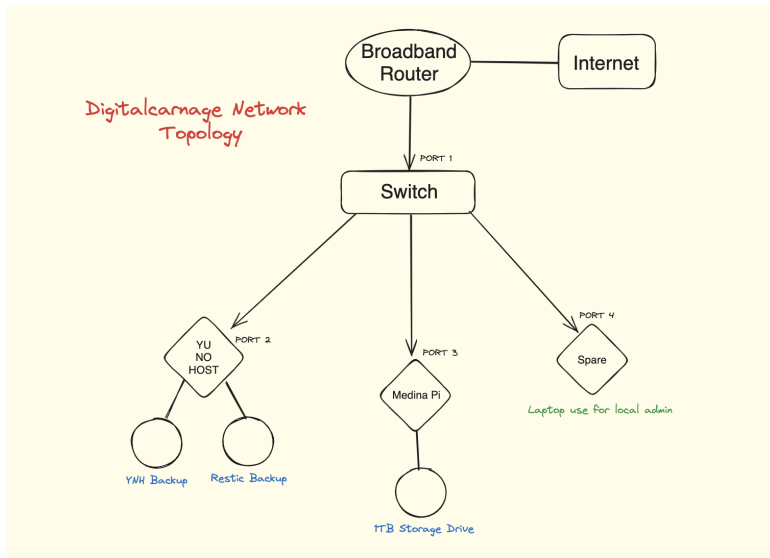 Broadband
Router
Internet
Digitalcarnage Network
Topology
PORT 1
Switch
PORT 2
YU
NO
HOST
PORT 3
Medina Pi
PORT 4
Spare
Laptop use for local admin
YNH Backup
Restic Backup
1TB Storage Drive